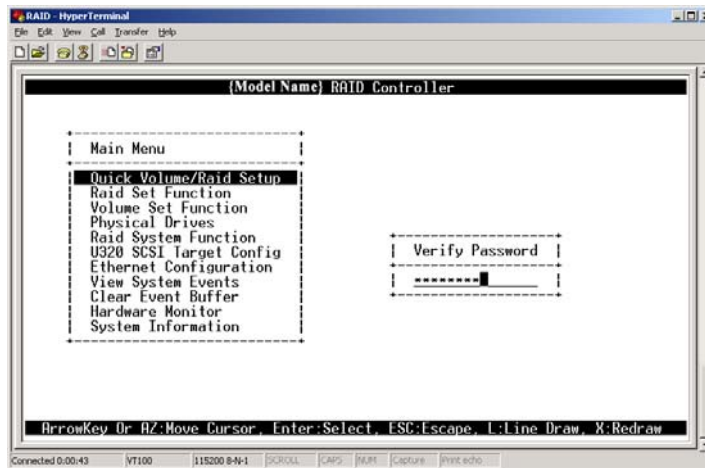 RAID - HyperTerminal
File Edit View Call Transfer Help
{Model Name} RAID Controller
Main Menu
Quick Volume/Raid Setup
Raid Set Function
Volume Set Function
Physical Drives
Raid System Function
U320 SCSI Target Config
Ethernet Configuration
View System Events
Clear Event Buffer
Hardware Monitor
System Information
Verify Password
********
ArrowKey Or AZ:Move Cursor, Enter:Select, ESC:Escape, L:Line Draw, X:Redraw
Connected 0:00:43 VT100 115200 8-N-1 SCROLL CAPS NUM Capture Print echo